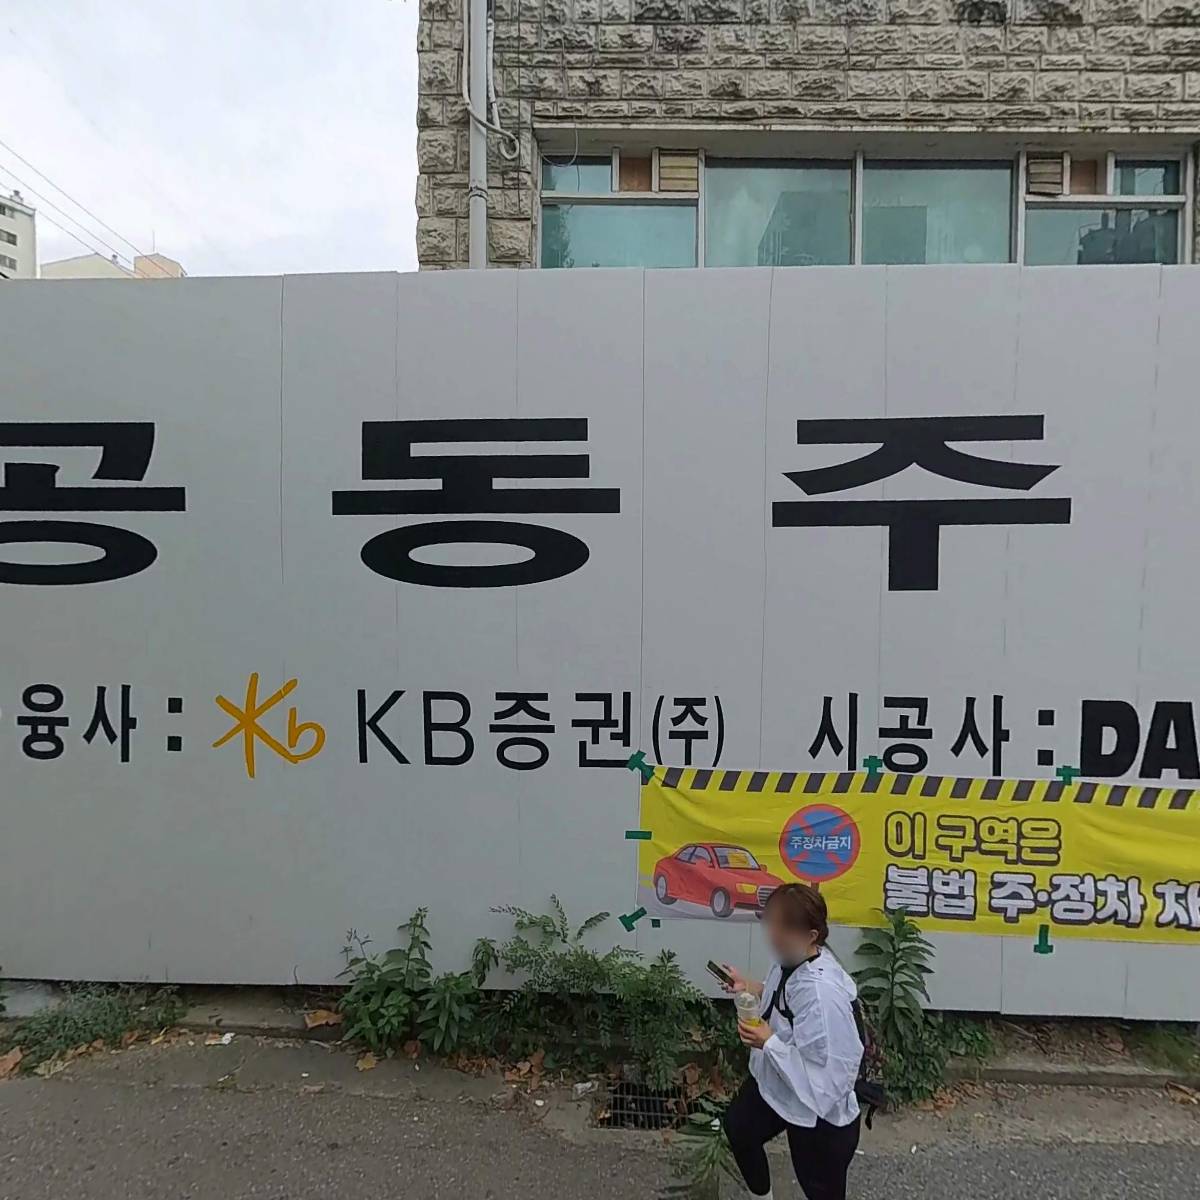 공동주
융사 : Kb KB증권(주) 시공사 : DA
주정차금지
이 구역은
불법 주·정차 차